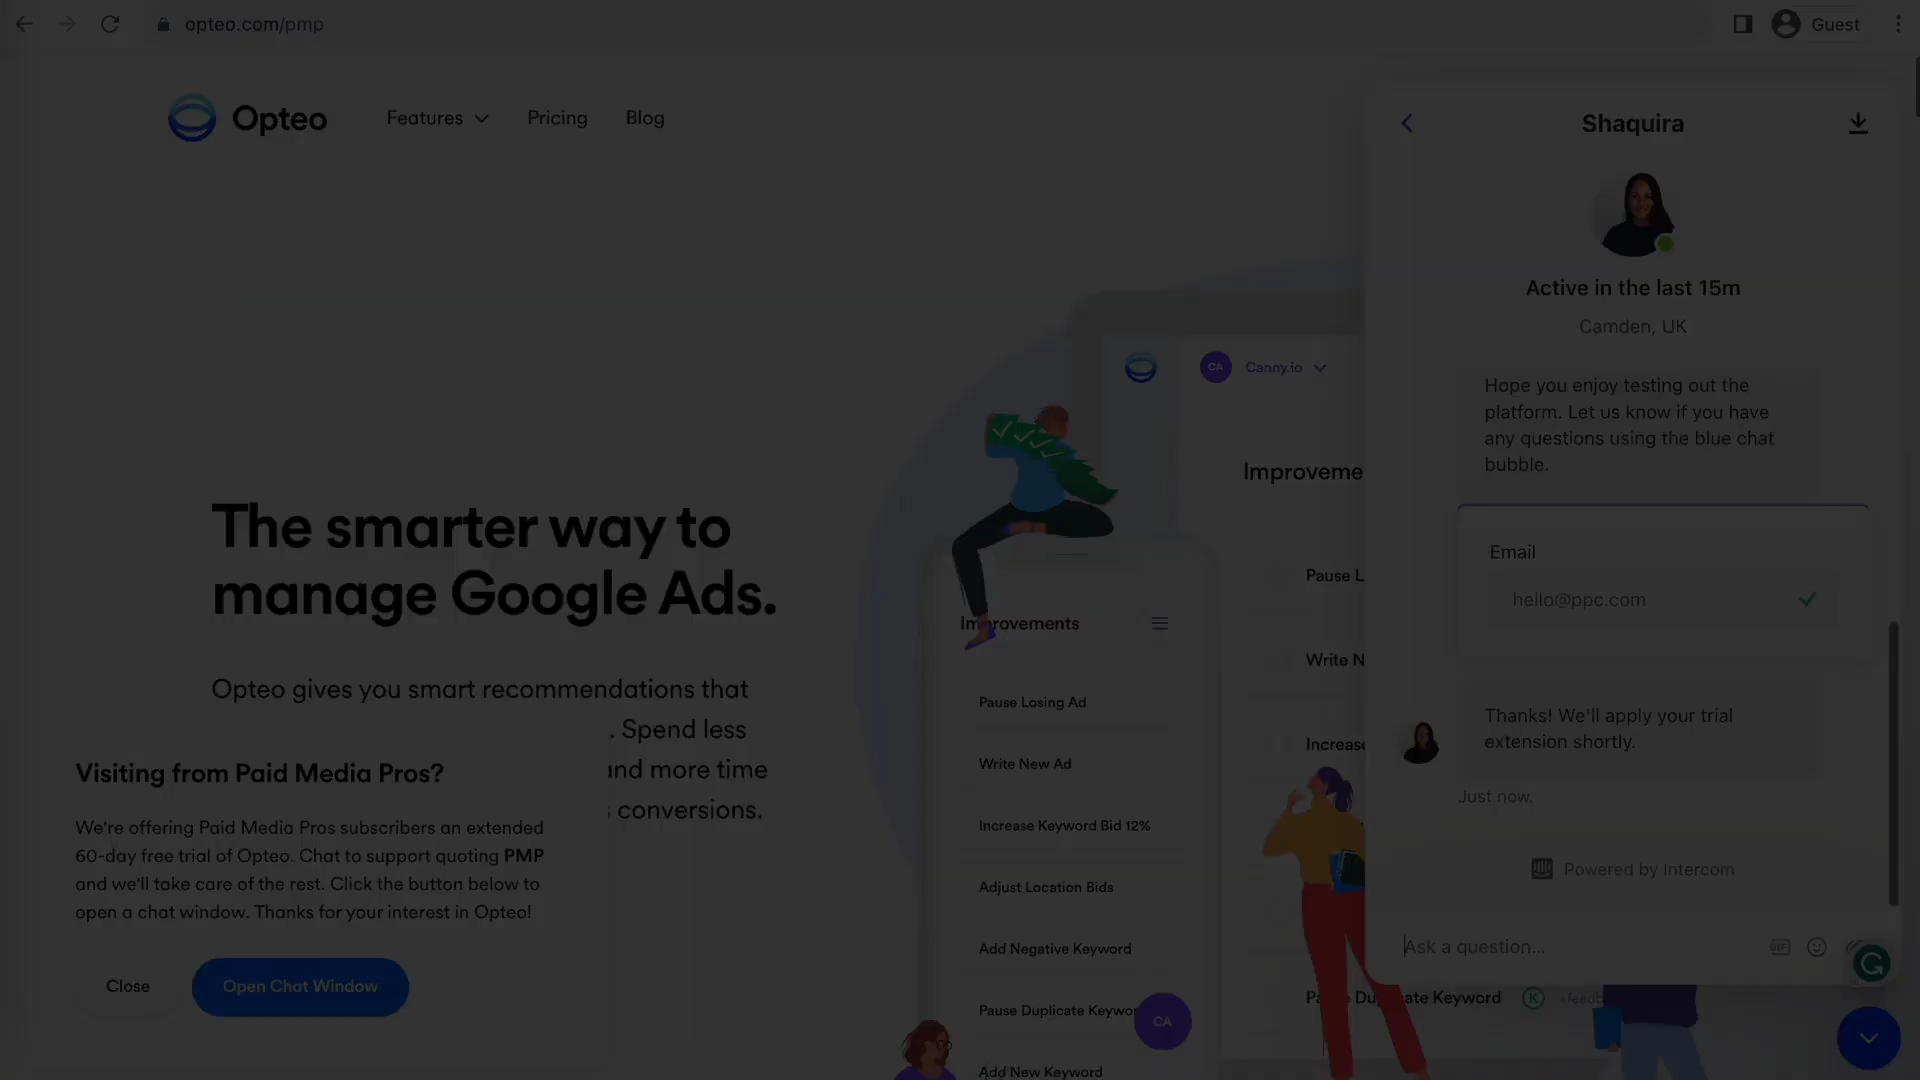 opteo.com/pmp
Guest
Opteo
Features
Pricing
Blog
The smarter way to
manage Google Ads.
Opteo gives you smart recommendations that
. Spend less
and more time
conversions.
Visiting from Paid Media Pros?
We're offering Paid Media Pros subscribers an extended
60-day free trial of Opteo. Chat to support quoting PMP
and we'll take care of the rest. Click the button below to
open a chat window. Thanks for your interest in Opteo!
Close
Open Chat Window
CA
Canny.io
Improveme
Pause L
Write N
Increase
Pause Duplicate Keyword
K
+feedb
Improvements
Pause Losing Ad
Write New Ad
Increase Keyword Bid 12%
Adjust Location Bids
Add Negative Keyword
Pause Duplicate Keywor
CA
Add New Keyword
Shaquira
Active in the last 15m
Camden, UK
Hope you enjoy testing out the
platform. Let us know if you have
any questions using the blue chat
bubble.
Email
hello@ppc.com
Thanks! We'll apply your trial
extension shortly.
Just now.
Powered by Intercom
Ask a question...
GIF